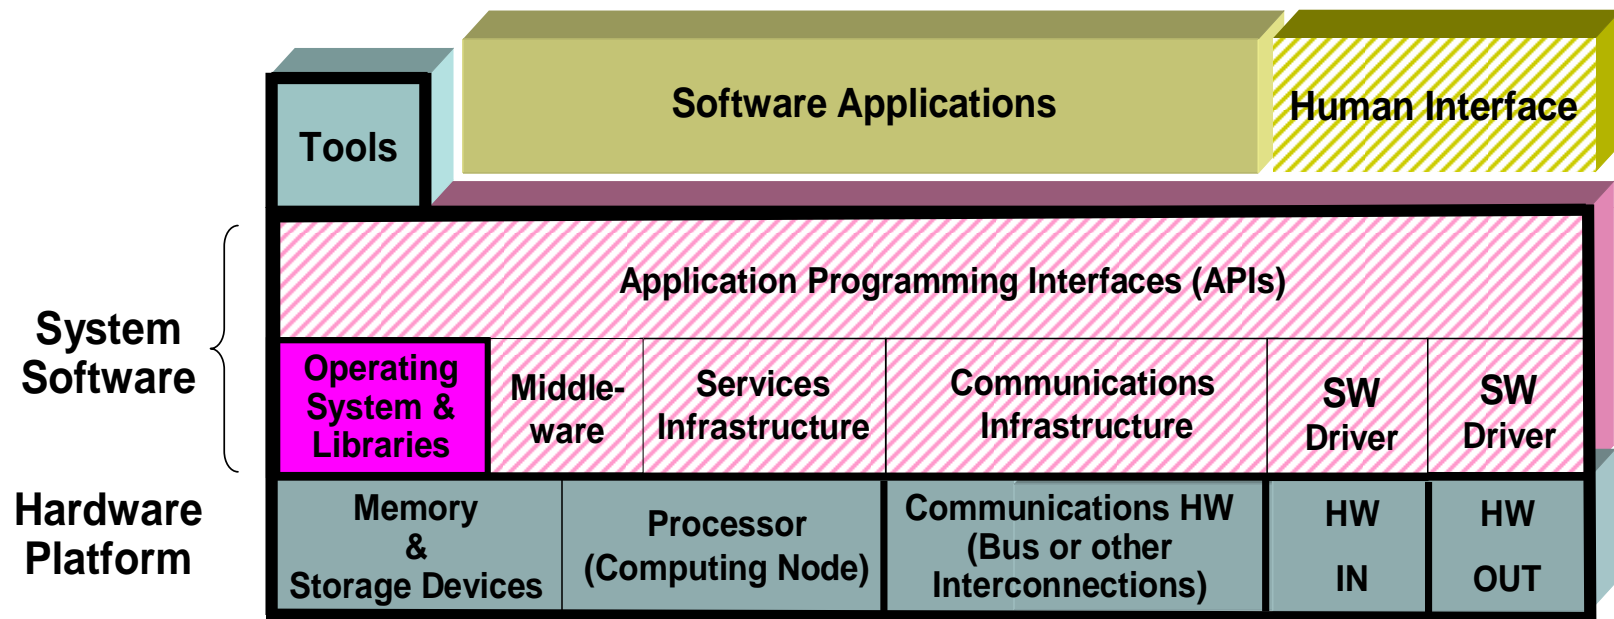 Software Applications
Human Interface
Tools
Application Programming Interfaces (APIs)
System
Software
Operating
System &
Libraries
Middle-
ware
Services
Infrastructure
Communications
Infrastructure
SW
Driver
SW
Driver
Hardware
Platform
Memory
&
Storage Devices
Processor
(Computing Node)
Communications HW
(Bus or other
Interconnections)
HW
IN
HW
OUT